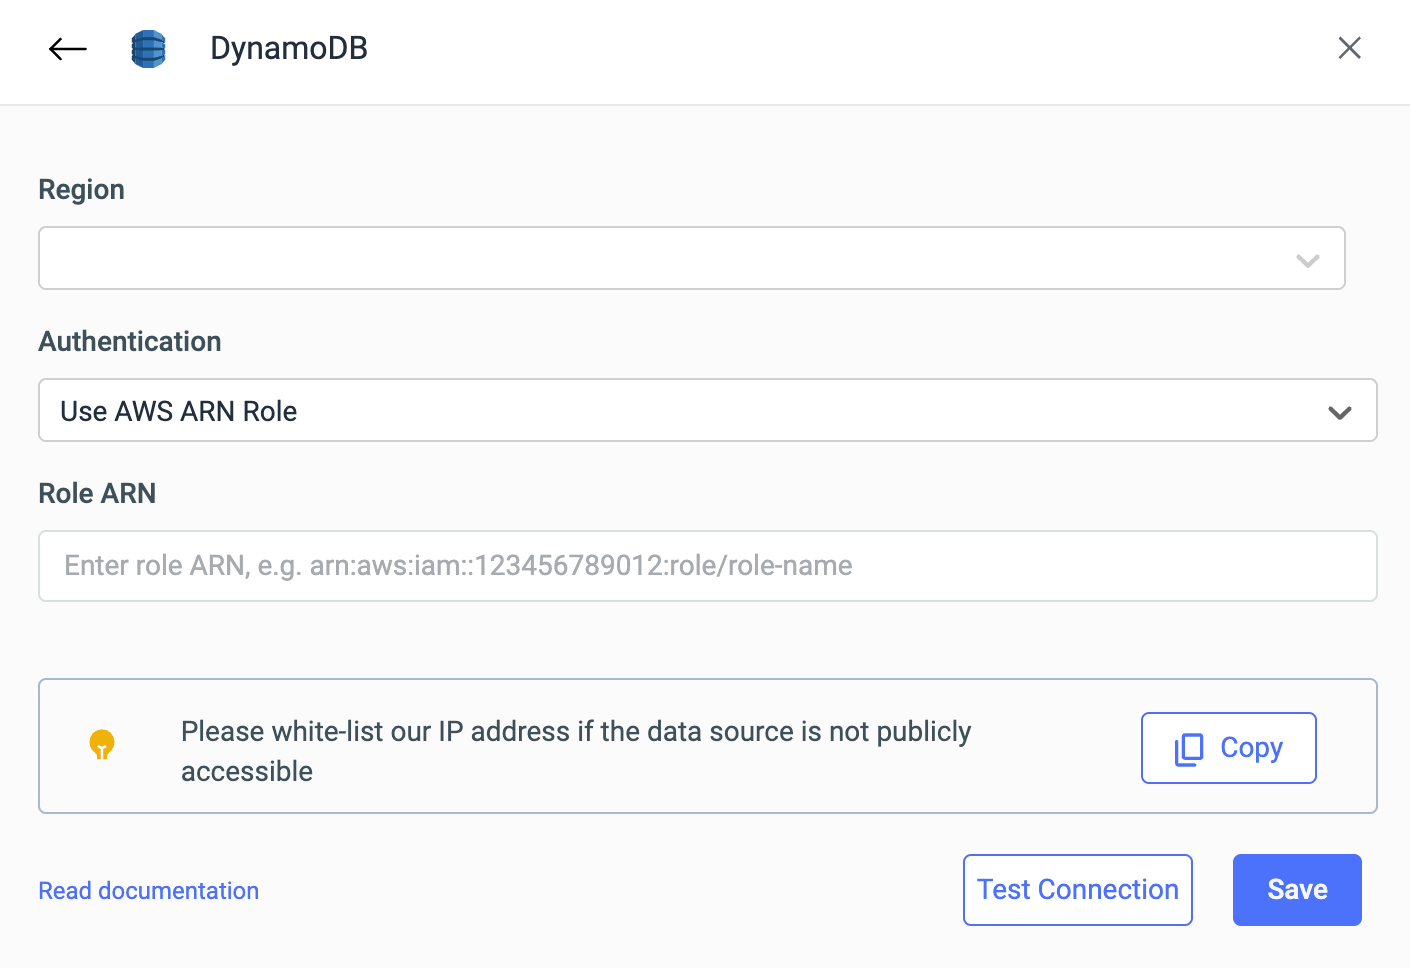 DynamoDB
Region
Authentication
Use AWS ARN Role
Role ARN
Enter role ARN, e.g. arn:aws:iam::123456789012:role/role-name
Please white-list our IP address if the data source is not publicly
accessible
Copy
Read documentation
Test Connection
Save